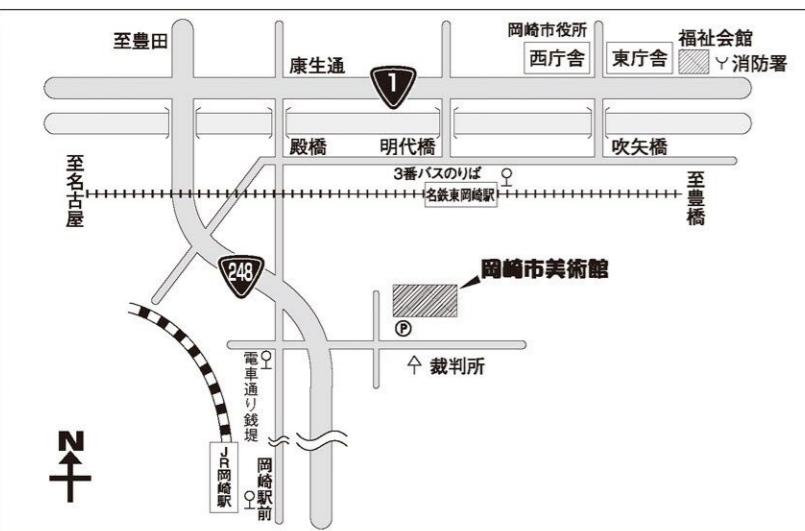 至豊田
康生通
1
岡崎市役所
西庁舎
東庁舎
福祉会館
消防署
殿橋
明代橋
吹矢橋
至名古屋
3番バスのりば
名鉄東岡崎駅
至豊橋
248
岡崎市美術館
P
裁判所
電車通り銭堤
N
JR岡崎駅
岡崎駅前